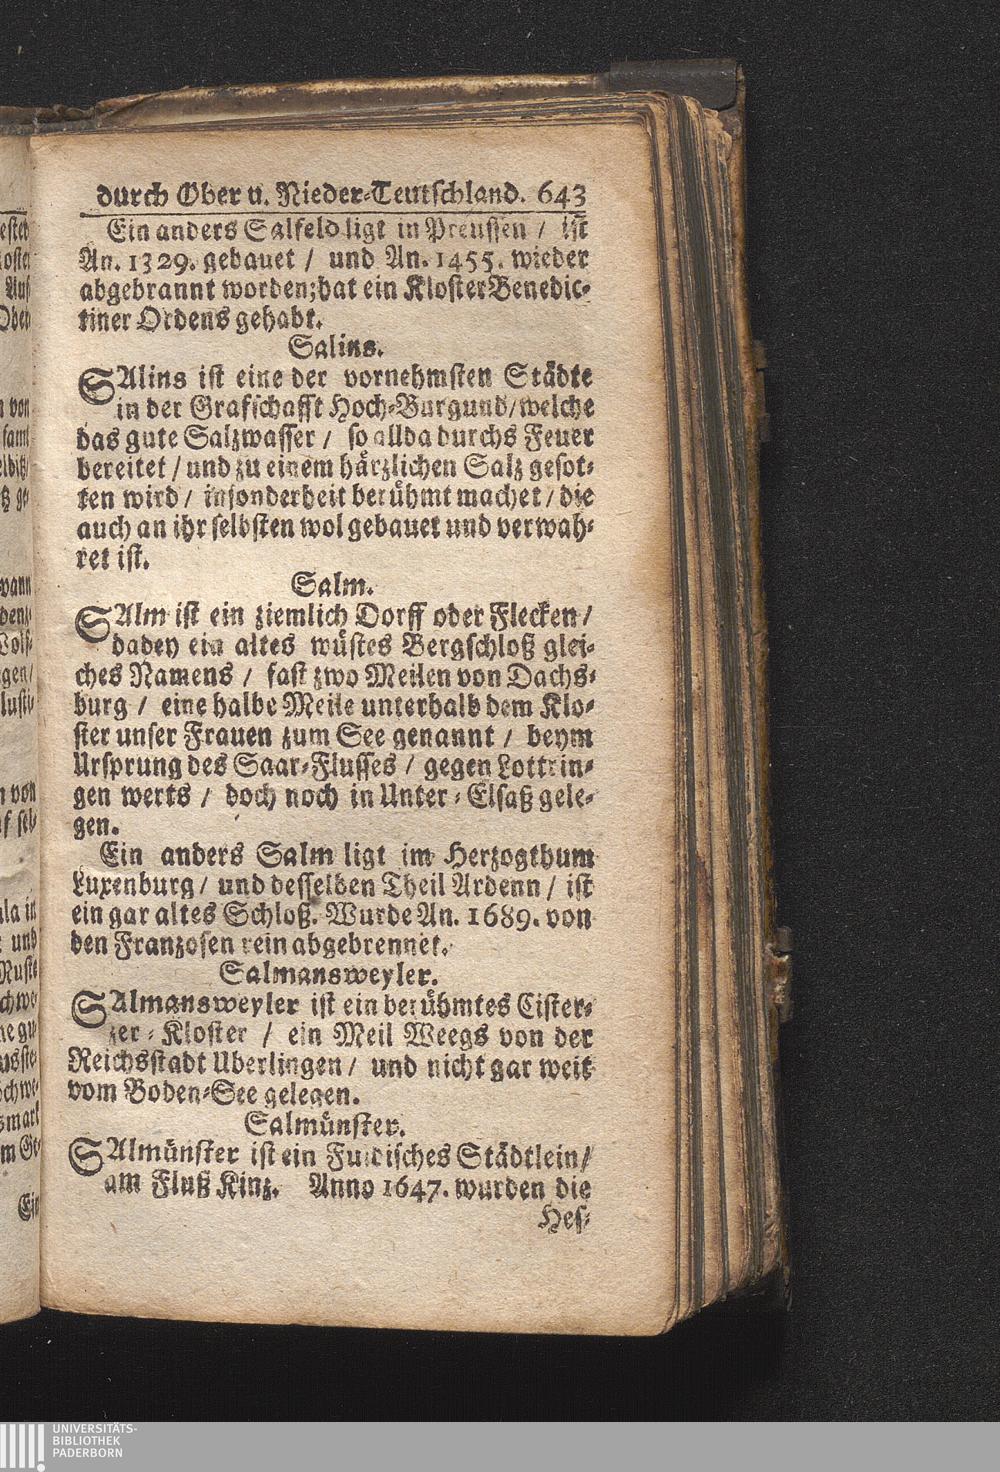 durch Ober u. Nieder-Teutschland. 643
Ein anders Salfeld ligt in Preussen / ist
An. 1329. gebauet / und An. 1455. wieder
abgebrannt worden; hat ein Kloster Benedic-
tiner Ordens gehabt.
Salins.
SAlins ist eine der vornehmsten Städte
in der Grafschafft Hoch-Burgund / welche
das gute Salzwasser / so allda durchs Feuer
bereitet / und zu einem härzlichen Salz gesot-
ten wird / insonderheit berühmt machet / die
auch an ihr selbsten wol gebauet und verwah-
ret ist.
Salm.
SAlm ist ein ziemlich Dorff oder Flecken /
dabey ein altes wüstes Bergschloß glei-
ches Namens / fast zwo Meilen von Dachs-
burg / eine halbe Meile unterhalb dem Klo-
ster unser Frauen zum See genannt / beym
Ursprung des Saar-Flusses / gegen Lottrin-
gen werts / doch noch in Unter-Elsaß gele-
gen.
Ein anders Salm ligt im Herzogthum
Luxenburg / und desselben Theil Ardenn / ist
ein gar altes Schloß. Wurde An. 1689. von
den Franzosen rein abgebrennet.
Salmansweyler.
SAlmansweyler ist ein berühmtes Cister-
zer-Kloster / ein Meil Weegs von der
Reichsstadt Uberlingen / und nicht gar weit
vom Boden-See gelegen.
Salmünster.
SAlmünster ist ein Fuldisches Städtlein /
am Fluß Kinz. Anno 1647. wurden die
Hes-
UNIVERSITÄTS-
BIBLIOTHEK
PADERBORN